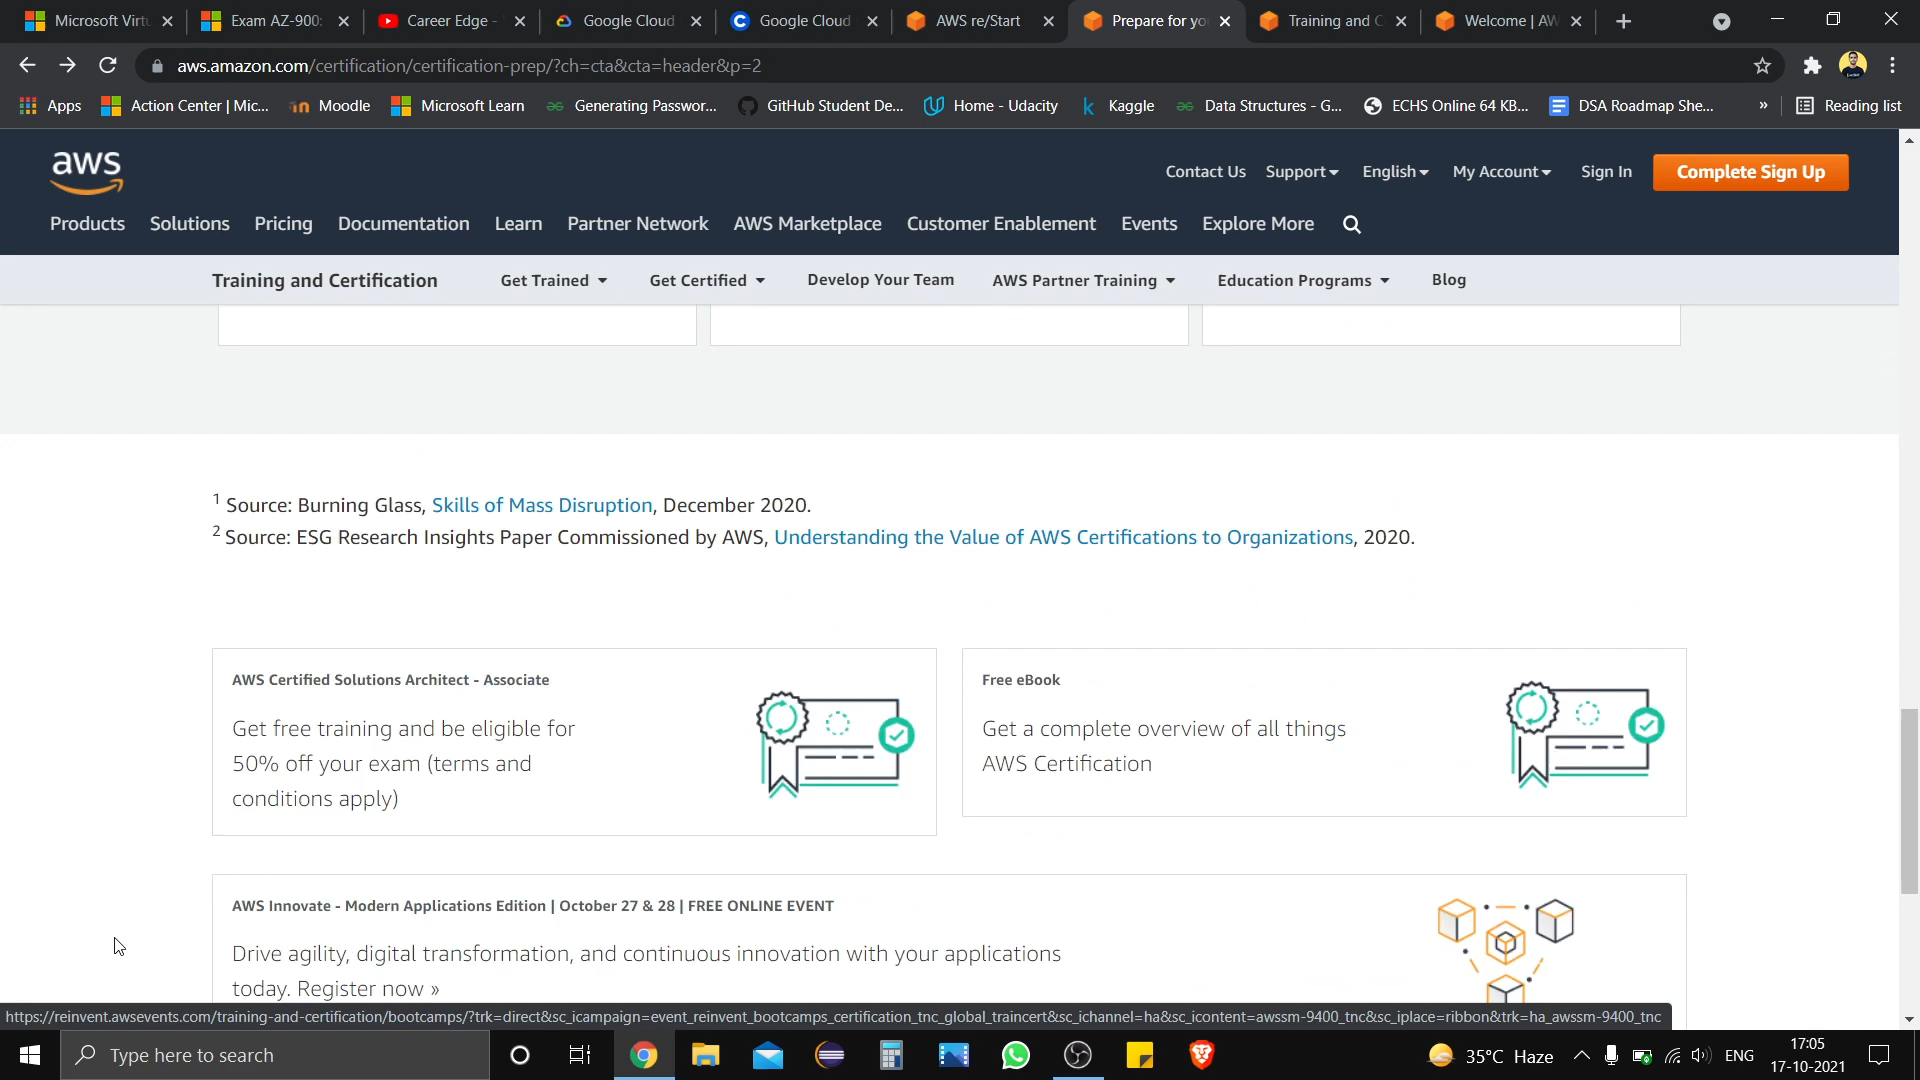 Microsoft Virtu
Exam AZ-900:
Career Edge -
Google Cloud
Google Cloud
AWS re/Start
Prepare for yo
Training and C
Welcome | AW
aws.amazon.com/certification/certification-prep/?ch=cta&cta=header&p=2
Apps
Action Center | Mic...
Moodle
Microsoft Learn
Generating Passwor...
GitHub Student De...
Home - Udacity
Kaggle
Data Structures - G...
ECHS Online 64 KB...
DSA Roadmap She...
»
Reading list
aws
Contact Us
Support
English
My Account
Sign In
Complete Sign Up
Products
Solutions
Pricing
Documentation
Learn
Partner Network
AWS Marketplace
Customer Enablement
Events
Explore More
Training and Certification
Get Trained
Get Certified
Develop Your Team
AWS Partner Training
Education Programs
Blog
1 Source: Burning Glass, Skills of Mass Disruption, December 2020.
2 Source: ESG Research Insights Paper Commissioned by AWS, Understanding the Value of AWS Certifications to Organizations, 2020.
AWS Certified Solutions Architect - Associate
Get free training and be eligible for
50% off your exam (terms and
conditions apply)
Free eBook
Get a complete overview of all things
AWS Certification
AWS Innovate - Modern Applications Edition | October 27 & 28 | FREE ONLINE EVENT
Drive agility, digital transformation, and continuous innovation with your applications
today. Register now »
https://reinvent.awsevents.com/training-and-certification/bootcamps/?trk=direct&sc_icampaign=event_reinvent_bootcamps_certification_tnc_global_traincert&sc_ichannel=ha&sc_icontent=awssm-9400_tnc&sc_iplace=ribbon&trk=ha_awssm-9400_tnc
Type here to search
35°C Haze
ENG
17:05
17-10-2021